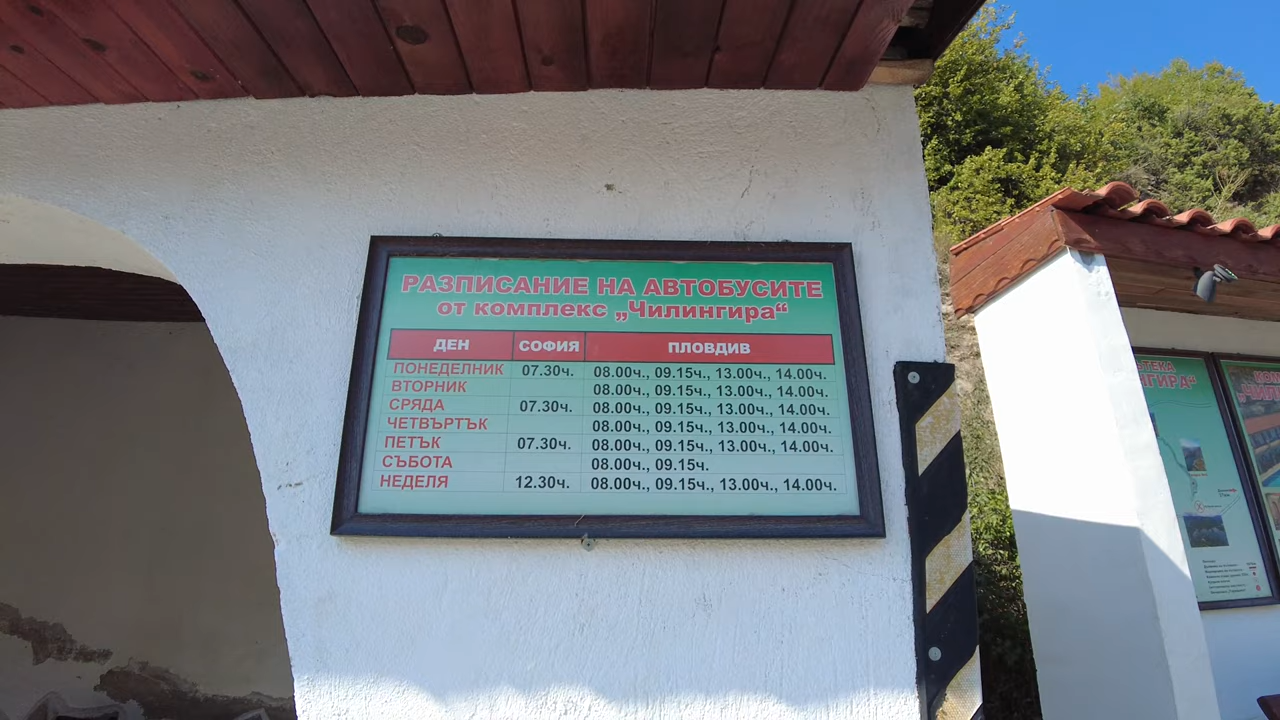 РАЗПИСАНИЕ НА АВТОБУСИТЕ
от комплекс „Чилингира“
ДЕН СОФИЯ ПЛОВДИВ
ПОНЕДЕЛНИК 07.30ч. 08.00ч., 09.15ч., 13.00ч., 14.00ч.
ВТОРНИК 08.00ч., 09.15ч., 13.00ч., 14.00ч.
СРЯДА 07.30ч. 08.00ч., 09.15ч., 13.00ч., 14.00ч.
ЧЕТВЪРТЪК 08.00ч., 09.15ч., 13.00ч., 14.00ч.
ПЕТЪК 07.30ч. 08.00ч., 09.15ч., 13.00ч., 14.00ч.
СЪБОТА 08.00ч., 09.15ч.
НЕДЕЛЯ 12.30ч. 08.00ч., 09.15ч., 13.00ч., 14.00ч.